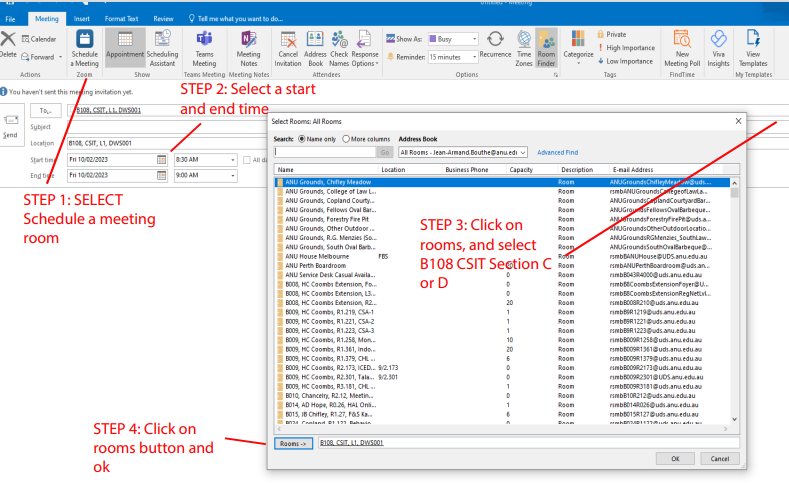 Untitled - Meeting
File Meeting Insert Format Text Review Tell me what you want to do...
Delete Calendar Forward Schedule a Meeting Appointment Scheduling Assistant Teams Meeting Meeting Notes Cancel Invitation Address Book Check Names Response Options Show As: Busy Reminder: 15 minutes Recurrence Time Zones Room Finder Categorize Private High Importance Low Importance New Meeting Poll Viva Insights View Templates
Actions Zoom Show Teams Meeting Meeting Notes Attendees Options Tags FindTime My Templates
You haven't sent this meeting invitation yet.
STEP 2: Select a start
and end time
Send
To... B108, CSIT, L1, DWS001
Subject
Location B108, CSIT, L1, DWS001
Start time Fri 10/02/2023 8:30 AM All d
End time Fri 10/02/2023 9:00 AM
STEP 1: SELECT
Schedule a meeting
room
Select Rooms: All Rooms
Search: Name only More columns Address Book
Go All Rooms - Jean-Armand.Bouthe@anu.edu Advanced Find
Name Location Business Phone Capacity Description E-mail Address
ANU Grounds, Chifley Meadow Room ANUGroundsChifleyMeadow@uds....
ANU Grounds, College of Law L... 0 Room rsmbANUGroundsCollegeofLawLa...
ANU Grounds, Copland Courty... 0 Room ANUGroundsCoplandCourtyardBar...
ANU Grounds, Fellows Oval Bar... 0 Room ANUGroundsFellowsOvalBarbeque...
ANU Grounds, Forestry Fire Pit 0 Room ANUGroundsForestryFirePit@uds.a...
ANU Grounds, Other Outdoor ... Room ANUGroundsOtherOutdoorLocatio...
ANU Grounds, R.G. Menzies (So... Room ANUGroundsRGMenzies_SouthLaw...
ANU Grounds, South Oval Barb... Room ANUGroundsSouthOvalBarbeque@...
ANU House Melbourne FBS Room rsmbANUHouse@UDS.anu.edu.au
ANU Perth Boardroom Room rsmbANUPerthBoardroom@uds.an...
ANU Service Desk Casual Availa... 0 Room rsmbB043R4000@uds.anu.edu.au
B008, HC Coombs Extension, Fo... 0 Room rsmbB8CoombsExtensionFoyer@U...
B008, HC Coombs Extension, L3... 0 Room rsmbB8CoombsExtensionRegNetLvl...
B008, HC Coombs Extension, R2... 20 Room rsmbB008R210@uds.anu.edu.au
B009, HC Coombs, R1.219, CSA-1 1 Room rsmbB9R1219@uds.anu.edu.au
B009, HC Coombs, R1.221, CSA-2 1 Room rsmbB9R1221@uds.anu.edu.au
B009, HC Coombs, R1.223, CSA-3 1 Room rsmbB9R1223@uds.anu.edu.au
B009, HC Coombs, R1.258, Mon... 10 Room rsmbB009R1258@uds.anu.edu.au
B009, HC Coombs, R1.361, Indo... 20 Room rsmbB009R1361@uds.anu.edu.au
B009, HC Coombs, R1.379, CHL ... 6 Room rsmbB009R1379@uds.anu.edu.au
B009, HC Coombs, R2.173, ICED... 9/2.173 0 Room rsmbB009R2173@uds.anu.edu.au
B009, HC Coombs, R2.301, Tala... 9/2.301 0 Room rsmbB009R2301@UDS.anu.edu.au
B009, HC Coombs, R3.181, CHL ... 1 Room rsmbB009R3181@uds.anu.edu.au
B010, Chancelry, R2.12, Meetin... 0 Room rsmbB10R212@uds.anu.edu.au
B014, AD Hope, R0.26, HAL Onli... 1 Room rsmbB014R026@uds.anu.edu.au
B015, JB Chifley, R1.27, F&S Ka... 6 Room rsmbB015R127@uds.anu.edu.au
B024, Copland, R1.122, Behavio... 0 Room rsmbB024R1122@uds.anu.edu.au
STEP 3: Click on
rooms, and select
B108 CSIT Section C
or D
STEP 4: Click on
rooms button and
ok
Rooms -> B108, CSIT, L1, DWS001
OK Cancel